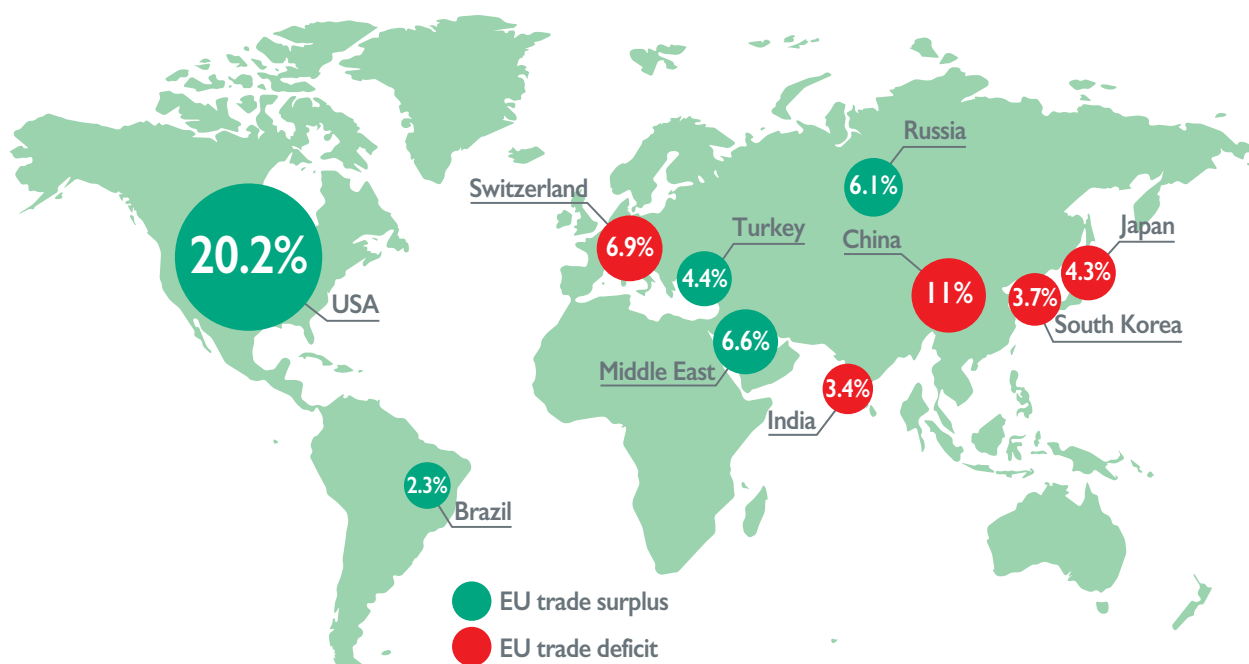 Russia
6.1%
Switzerland
6.9%
Turkey
4.4%
China
11%
Japan
4.3%
20.2%
USA
3.7%
South Korea
6.6%
Middle East
3.4%
India
2.3%
Brazil
EU trade surplus
EU trade deficit